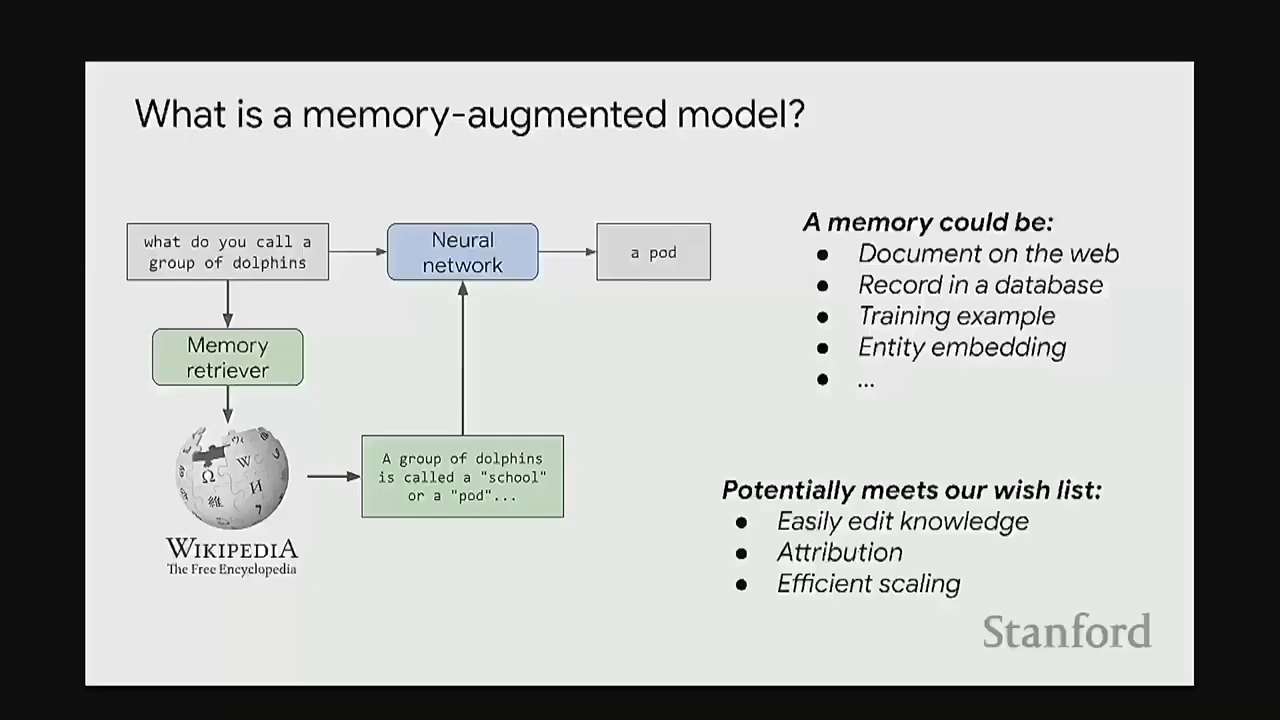 What is a memory-augmented model?
what do you call a
group of dolphins
Neural
network
a pod
Memory
retriever
WIKIPEDIA
The Free Encyclopedia
A group of dolphins
is called a "school"
or a "pod"...
A memory could be:
● Document on the web
● Record in a database
● Training example
● Entity embedding
● ...
Potentially meets our wish list:
● Easily edit knowledge
● Attribution
● Efficient scaling
Stanford